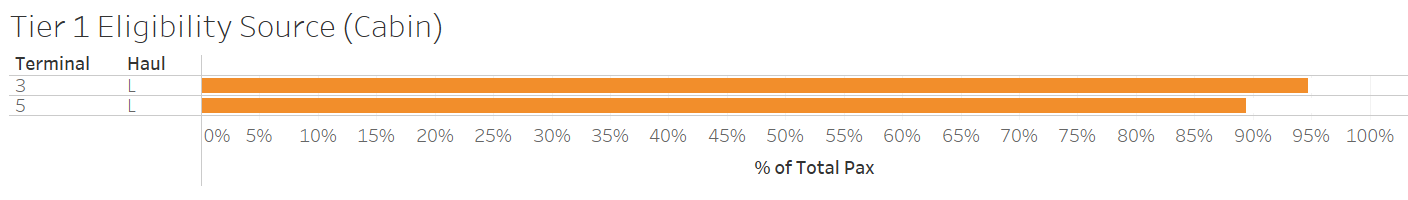 Tier 1 Eligibility Source (Cabin)
Terminal Haul
3 L
5 L
0% 5% 10% 15% 20% 25% 30% 35% 40% 45% 50% 55% 60% 65% 70% 75% 80% 85% 90% 95% 100%
% of Total Pax